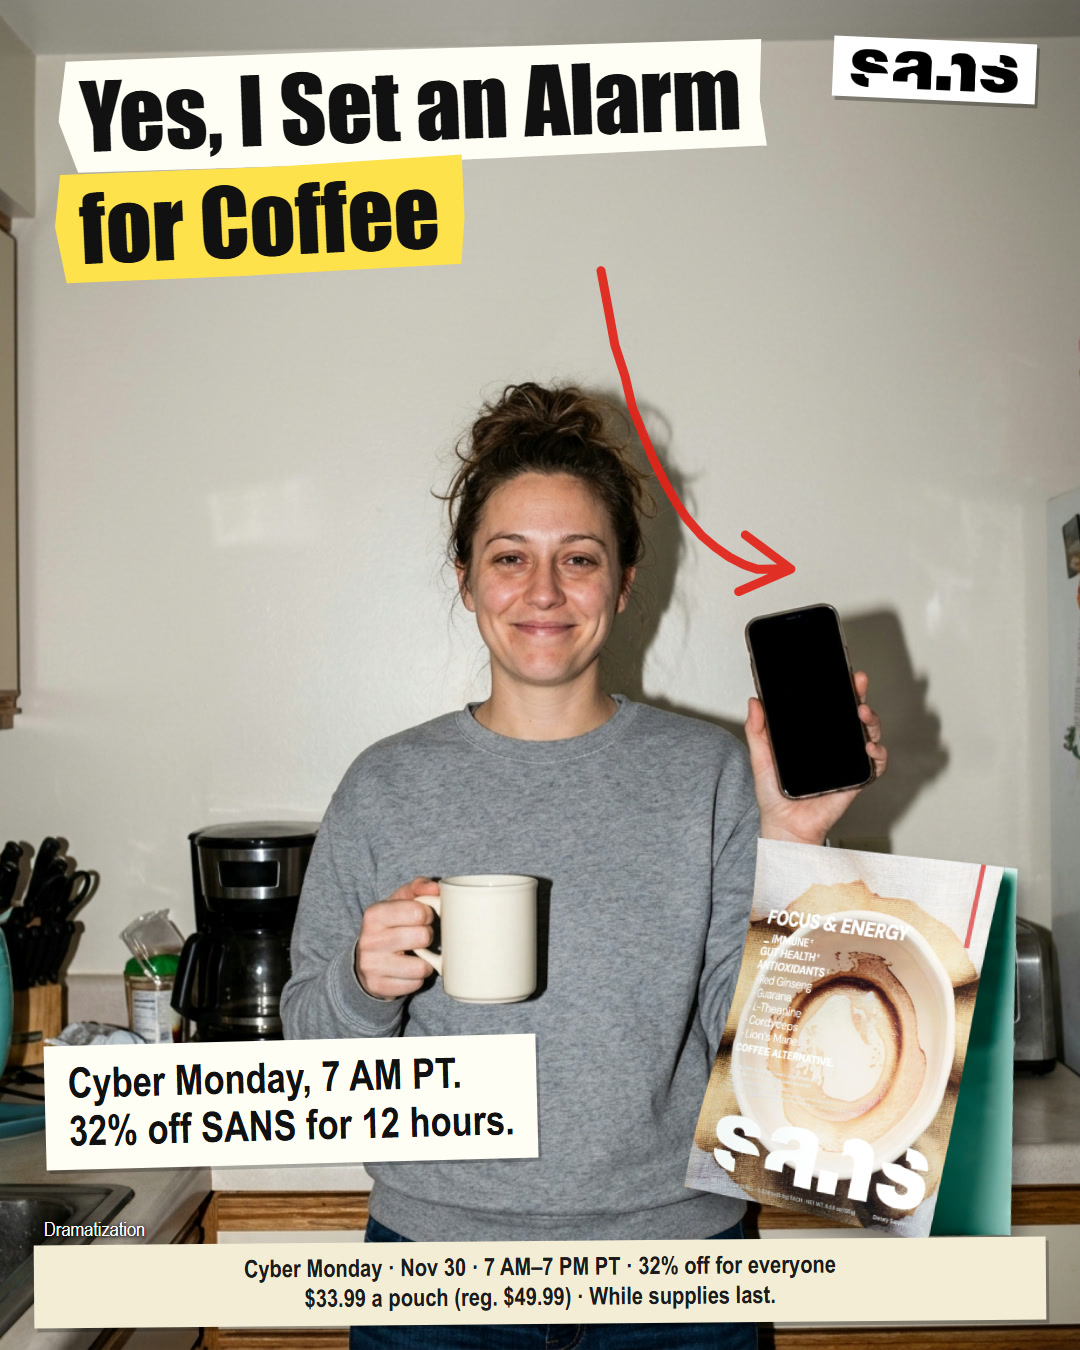 Yes, I Set an Alarm
for Coffee
sans
FOCUS & ENERGY
IMMUNE†
GUT HEALTH†
ANTIOXIDANTS†
Red Ginseng
Guarana
L-Theanine
Cordyceps
Lion's Mane
COFFEE ALTERNATIVE
sans
Cyber Monday, 7 AM PT.
32% off SANS for 12 hours.
Dramatization
Cyber Monday · Nov 30 · 7 AM–7 PM PT · 32% off for everyone
$33.99 a pouch (reg. $49.99) · While supplies last.